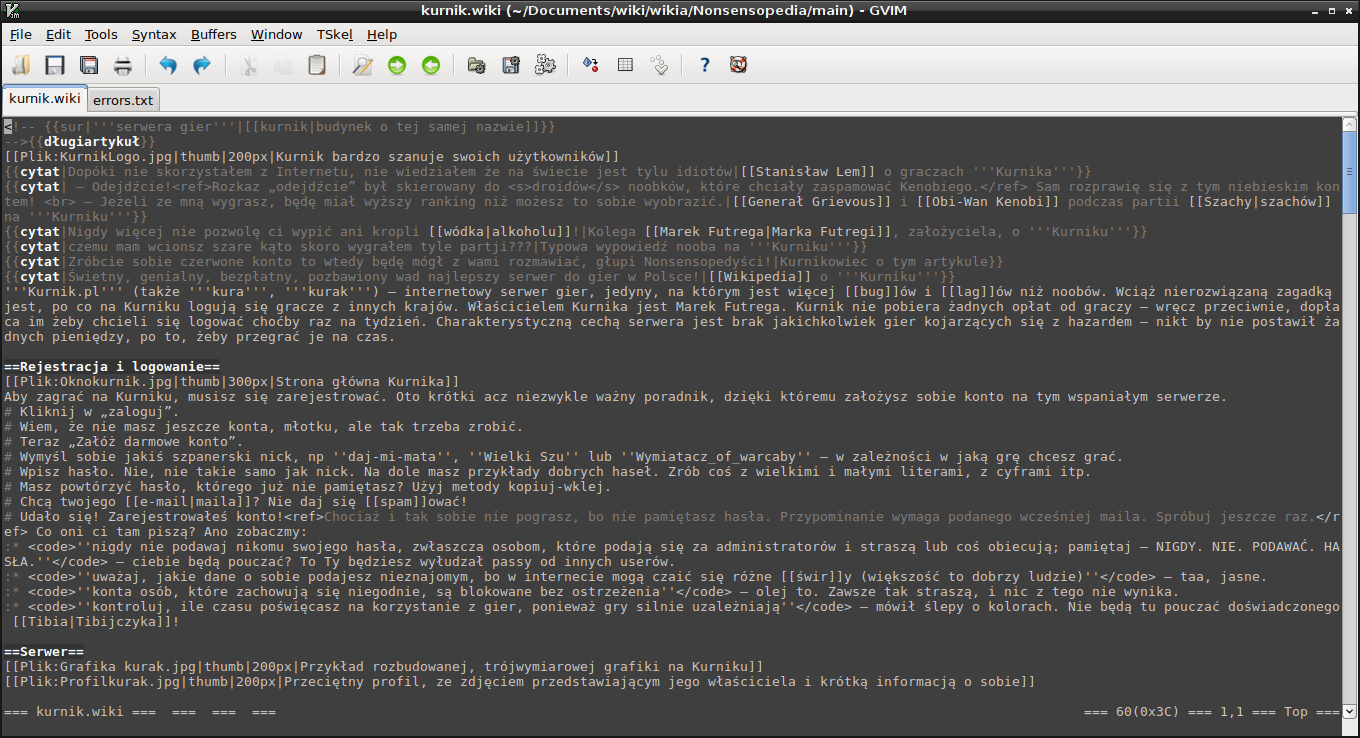 kurnik.wiki (~/Documents/wiki/wikia/Nonsensopedia/main) - GVIM
File Edit Tools Syntax Buffers Window TSkel Help
kurnik.wiki errors.txt
<!-- {{sur|'''serwera gier'''|[[kurnik|budynek o tej samej nazwie]]}}
-->{{długiartykuł}}
[[Plik:KurnikLogo.jpg|thumb|200px|Kurnik bardzo szanuje swoich użytkowników]]
{{cytat|Dopóki nie skorzystałem z Internetu, nie wiedziałem że na świecie jest tylu idiotów|[[Stanisław Lem]] o graczach '''Kurnika'''}}
{{cytat| – Odejdźcie!<ref>Rozkaz „odejdźcie” był skierowany do <s>droidów</s> noobków, które chciały zaspamować Kenobiego.</ref> Sam rozprawię się z tym niebieskim kon
tem! <br> – Jeżeli ze mną wygrasz, będę miał wyższy ranking niż możesz to sobie wyobrazić.|[[Generał Grievous]] i [[Obi-Wan Kenobi]] podczas partii [[Szachy|szachów]]
na '''Kurniku'''}}
{{cytat|Nigdy więcej nie pozwolę ci wypić ani kropli [[wódka|alkoholu]]!|Kolega [[Marek Futrega|Marka Futregi]], założyciela, o '''Kurniku'''}}
{{cytat|czemu mam wcionsz szare kąto skoro wygrałem tyle partji???|Typowa wypowiedź nooba na '''Kurniku'''}}
{{cytat|Zróbcie sobie czerwone konto to wtedy będę mógł z wami rozmawiać, głupi Nonsensopedyści!|Kurnikowiec o tym artykule}}
{{cytat|Świetny, genialny, bezpłatny, pozbawiony wad najlepszy serwer do gier w Polsce!|[[Wikipedia]] o '''Kurniku'''}}
'''Kurnik.pl''' (także '''kura''', '''kurak''') – internetowy serwer gier, jedyny, na którym jest więcej [[bug]]ów i [[lag]]ów niż noobów. Wciąż nierozwiązaną zagadką
jest, po co na Kurniku logują się gracze z innych krajów. Właścicielem Kurnika jest Marek Futrega. Kurnik nie pobiera żadnych opłat od graczy – wręcz przeciwnie, dopła
ca im żeby chcieli się logować choćby raz na tydzień. Charakterystyczną cechą serwera jest brak jakichkolwiek gier kojarzących się z hazardem – nikt by nie postawił ża
dnych pieniędzy, po to, żeby przegrać je na czas.
==Rejestracja i logowanie==
[[Plik:Oknokurnik.jpg|thumb|300px|Strona główna Kurnika]]
Aby zagrać na Kurniku, musisz się zarejestrować. Oto krótki acz niezwykle ważny poradnik, dzięki któremu założysz sobie konto na tym wspaniałym serwerze.
# Kliknij w „zaloguj”.
# Wiem, że nie masz jeszcze konta, młotku, ale tak trzeba zrobić.
# Teraz „Załóż darmowe konto”.
# Wymyśl sobie jakiś szpanerski nick, np ''daj-mi-mata'', ''Wielki Szu'' lub ''Wymiatacz_of_warcaby'' – w zależności w jaką grę chcesz grać.
# Wpisz hasło. Nie, nie takie samo jak nick. Na dole masz przykłady dobrych haseł. Zrób coś z wielkimi i małymi literami, z cyframi itp.
# Masz powtórzyć hasło, którego już nie pamiętasz? Użyj metody kopiuj-wklej.
# Chcą twojego [[e-mail|maila]]? Nie daj się [[spam]]ować!
# Udało się! Zarejestrowałeś konto!<ref>Chociaż i tak sobie nie pograsz, bo nie pamiętasz hasła. Przypominanie wymaga podanego wcześniej maila. Spróbuj jeszcze raz.</r
ef> Co oni ci tam piszą? Ano zobaczmy:
:* <code>''nigdy nie podawaj nikomu swojego hasła, zwłaszcza osobom, które podają się za administratorów i straszą lub coś obiecują; pamiętaj – NIGDY. NIE. PODAWAĆ. HA
SŁA.''</code> – ciebie będą pouczać? To Ty będziesz wyłudzał passy od innych userów.
:* <code>''uważaj, jakie dane o sobie podajesz nieznajomym, bo w internecie mogą czaić się różne [[świr]]y (większość to dobrzy ludzie)''</code> – taa, jasne.
:* <code>''konta osób, które zachowują się niegodnie, są blokowane bez ostrzeżenia''</code> – olej to. Zawsze tak straszą, i nic z tego nie wynika.
:* <code>''kontroluj, ile czasu poświęcasz na korzystanie z gier, ponieważ gry silnie uzależniają''</code> – mówił ślepy o kolorach. Nie będą tu pouczać doświadczonego
[[Tibia|Tibijczyka]]!
==Serwer==
[[Plik:Grafika kurak.jpg|thumb|200px|Przykład rozbudowanej, trójwymiarowej grafiki na Kurniku]]
[[Plik:Profilkurak.jpg|thumb|200px|Przeciętny profil, ze zdjęciem przedstawiającym jego właściciela i krótką informacją o sobie]]
=== kurnik.wiki === === === === === 60(0x3C) === 1,1 === Top ===